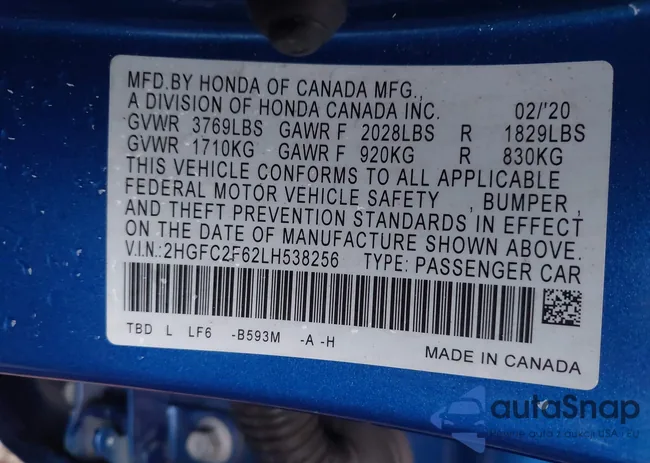 MFD.BY HONDA OF CANADA MFG.,
A DIVISION OF HONDA CANADA INC. 02/'20
GVWR 3769LBS GAWR F 2028LBS R 1829LBS
GVWR 1710KG GAWR F 920KG R 830KG
THIS VEHICLE CONFORMS TO ALL APPLICABLE
FEDERAL MOTOR VEHICLE SAFETY , BUMPER ,
AND THEFT PREVENTION STANDARDS IN EFFECT
ON THE DATE OF MANUFACTURE SHOWN ABOVE.
V.I.N.:2HGFC2F62LH538256 TYPE: PASSENGER CAR
TBD L LF6 -B593M -A -H
MADE IN CANADA
autaSnap